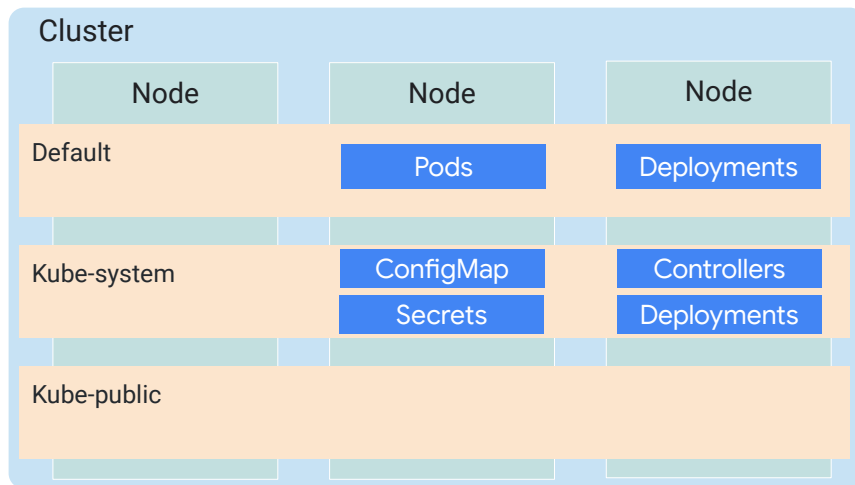 Cluster
Node Node Node
Default
Pods Deployments
Kube-system
ConfigMap Controllers
Secrets Deployments
Kube-public